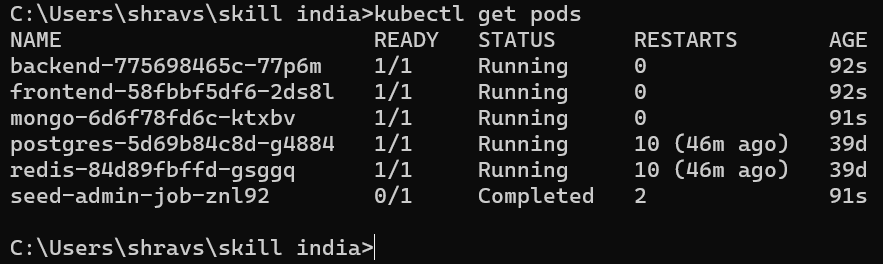 C:\Users\shravs\skill india>kubectl get pods
NAME READY STATUS RESTARTS AGE
backend-775698465c-77p6m 1/1 Running 0 92s
frontend-58fbbf5df6-2ds8l 1/1 Running 0 92s
mongo-6d6f78fd6c-ktxbv 1/1 Running 0 91s
postgres-5d69b84c8d-g4884 1/1 Running 10 (46m ago) 39d
redis-84d89fbffd-gsggq 1/1 Running 10 (46m ago) 39d
seed-admin-job-znl92 0/1 Completed 2 91s
C:\Users\shravs\skill india>